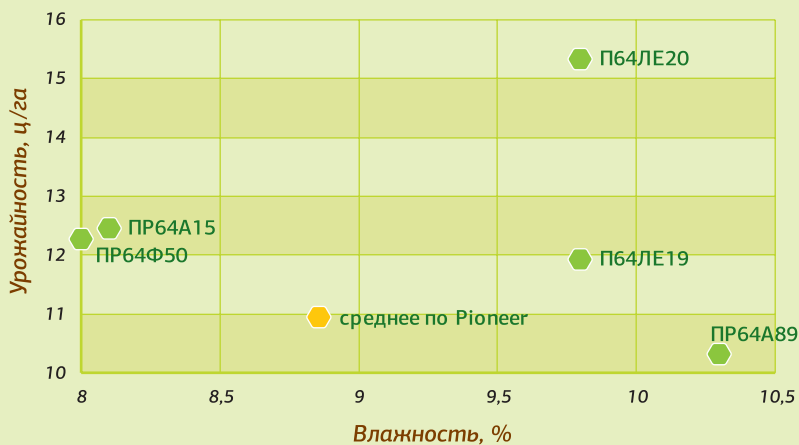 16
15
14
13
12
11
10
Урожайность, ц/га
П64ЛЕ20
ПР64А15
ПР64Ф50
П64ЛЕ19
среднее по Pioneer
ПР64А89
8
8,5
9
9,5
10
10,5
Влажность, %